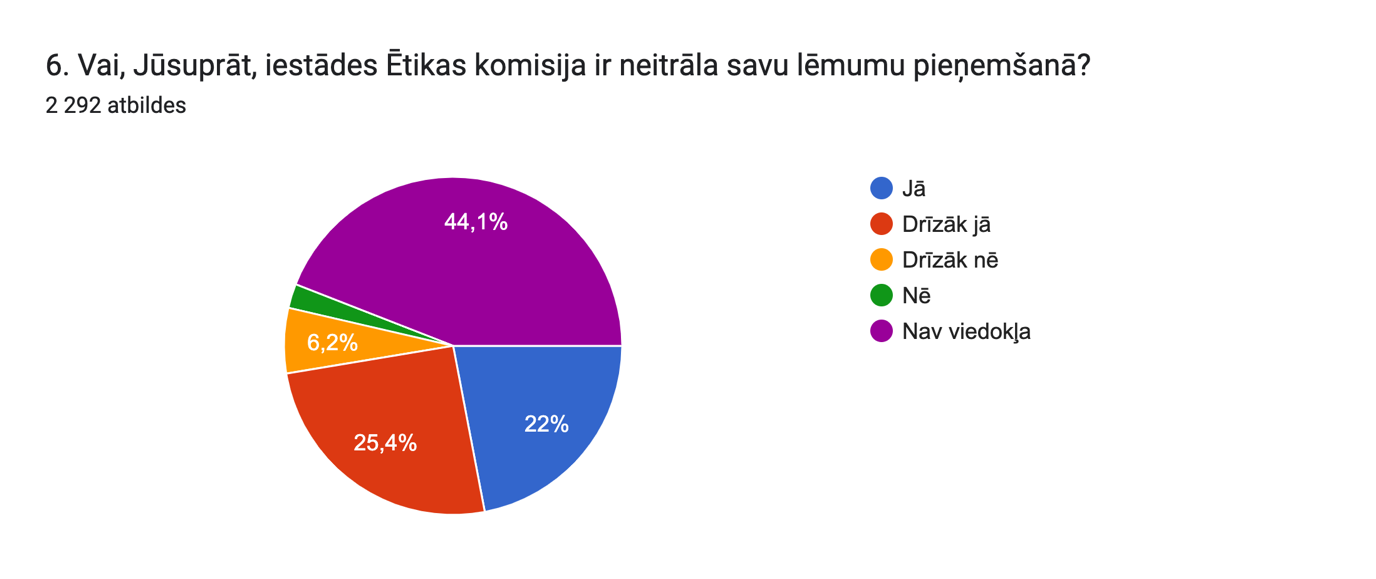 6. Vai, Jūsuprāt, iestādes Ētikas komisija ir neitrāla savu lēmumu pieņemšanā?
2 292 atbildes
44,1%
6,2%
25,4%
22%
Jā
Drīzāk jā
Drīzāk nē
Nē
Nav viedokļa